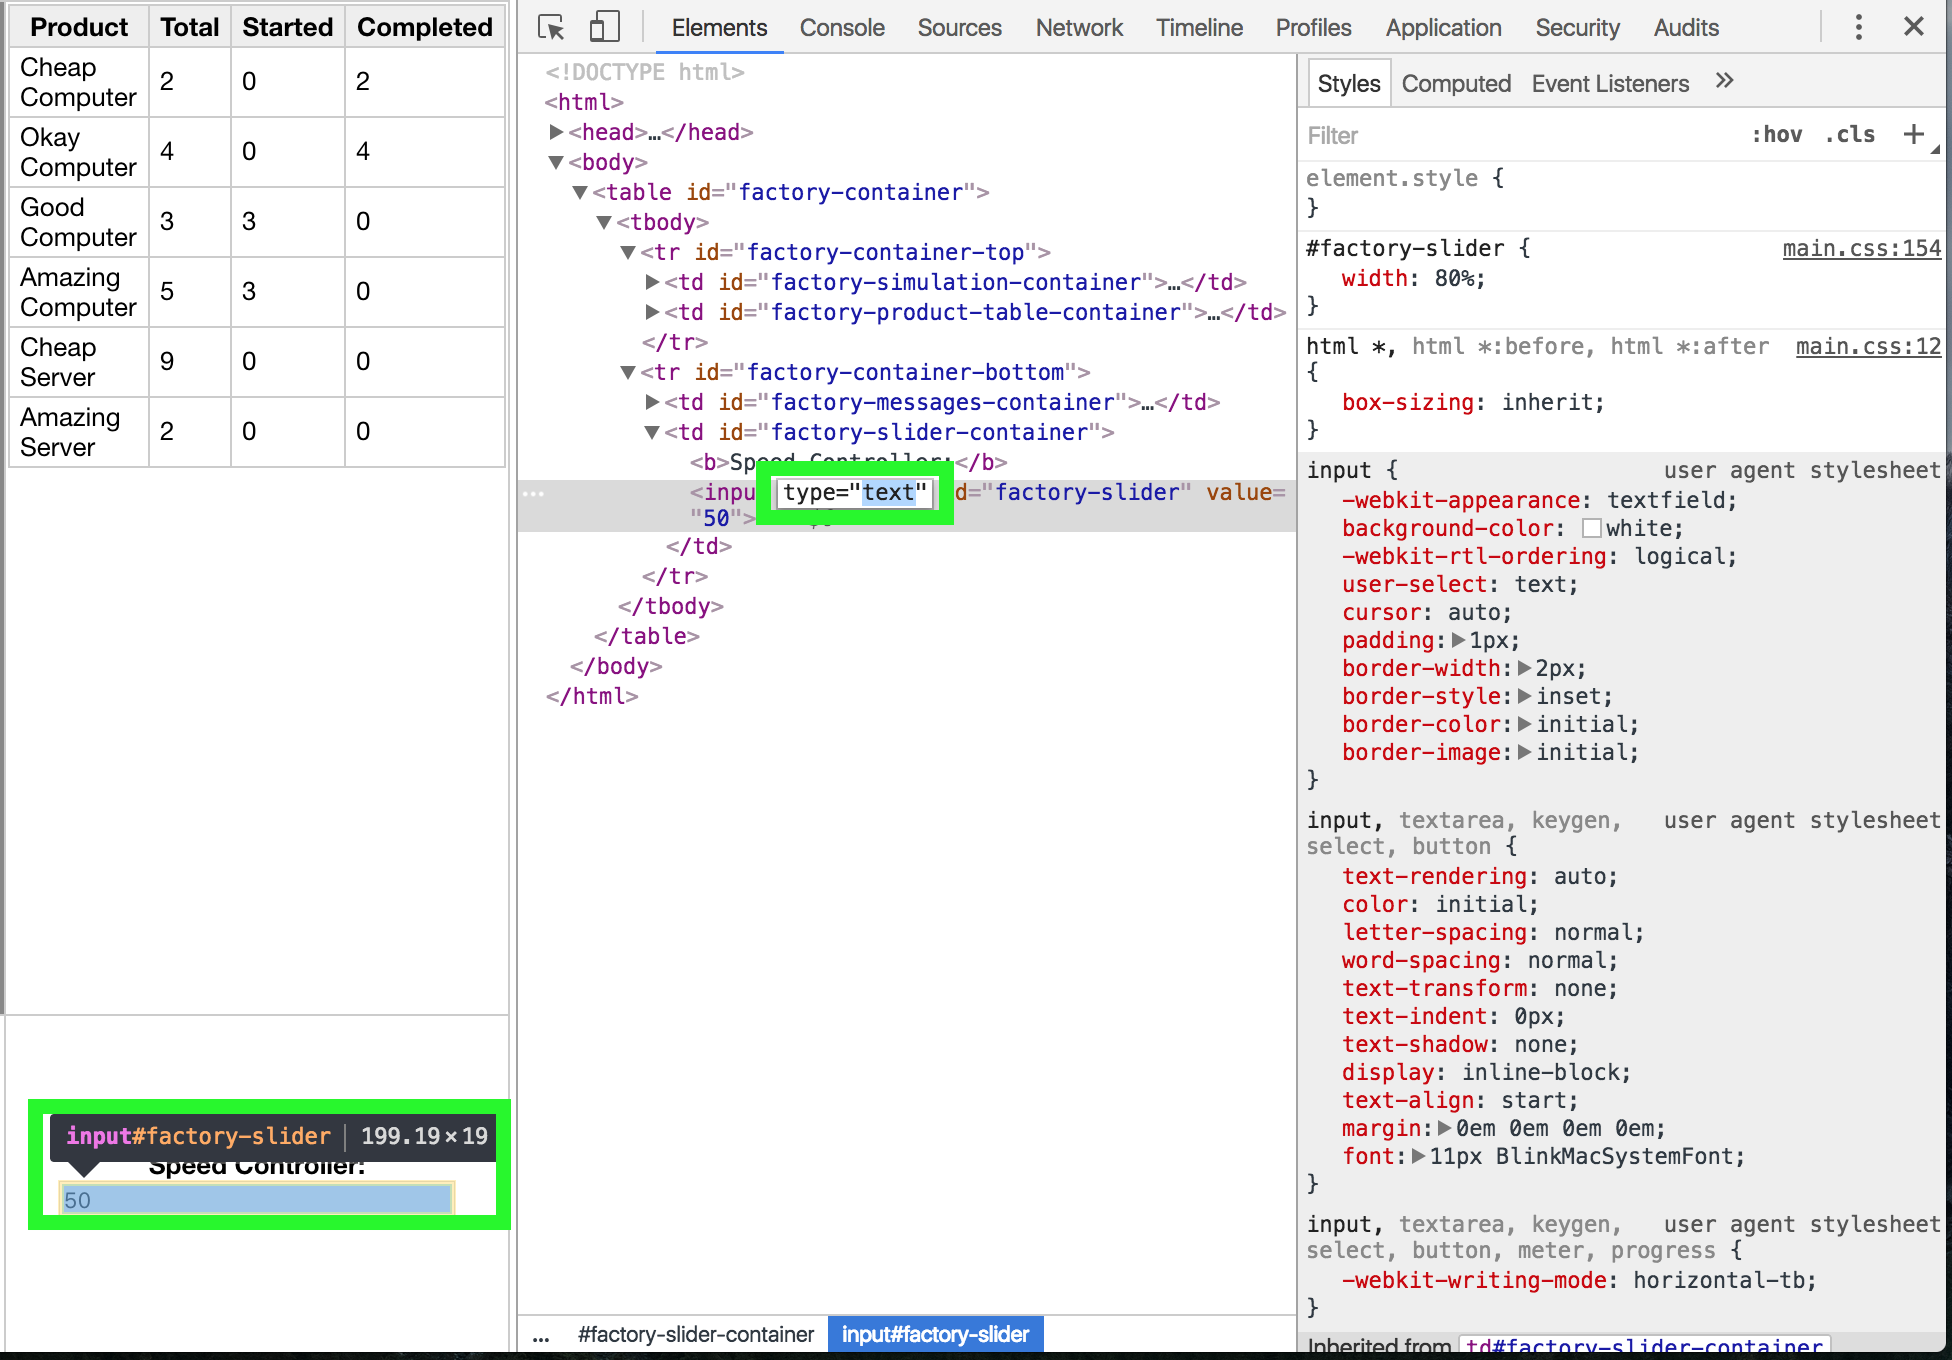 Product Total Started Completed
Cheap Computer 2 0 2
Okay Computer 4 0 4
Good Computer 3 3 0
Amazing Computer 5 3 0
Cheap Server 9 0 0
Amazing Server 2 0 0
input#factory-slider | 199.19×19
Speed Controller:
50
Elements Console Sources Network Timeline Profiles Application Security Audits
<!DOCTYPE html>
<html>
▶<head>…</head>
▼<body>
▼<table id="factory-container">
▼<tbody>
▼<tr id="factory-container-top">
▶<td id="factory-simulation-container">…</td>
▶<td id="factory-product-table-container">…</td>
</tr>
▼<tr id="factory-container-bottom">
▶<td id="factory-messages-container">…</td>
▼<td id="factory-slider-container">
<b>Speed Controller:</b>
<inpu type="text" d="factory-slider" value=
"50">
</td>
</tr>
</tbody>
</table>
</body>
</html>
... #factory-slider-container input#factory-slider
Styles Computed Event Listeners »
Filter :hov .cls +
element.style {
}
#factory-slider { main.css:154
width: 80%;
}
html *, html *:before, html *:after main.css:12
{
box-sizing: inherit;
}
input { user agent stylesheet
-webkit-appearance: textfield;
background-color: white;
-webkit-rtl-ordering: logical;
user-select: text;
cursor: auto;
padding:▶1px;
border-width:▶2px;
border-style:▶inset;
border-color:▶initial;
border-image:▶initial;
}
input, textarea, keygen, user agent stylesheet
select, button {
text-rendering: auto;
color: initial;
letter-spacing: normal;
word-spacing: normal;
text-transform: none;
text-indent: 0px;
text-shadow: none;
display: inline-block;
text-align: start;
margin:▶0em 0em 0em 0em;
font:▶11px BlinkMacSystemFont;
}
input, textarea, keygen, user agent stylesheet
select, button, meter, progress {
-webkit-writing-mode: horizontal-tb;
}
Inherited from td#factory-slider-container